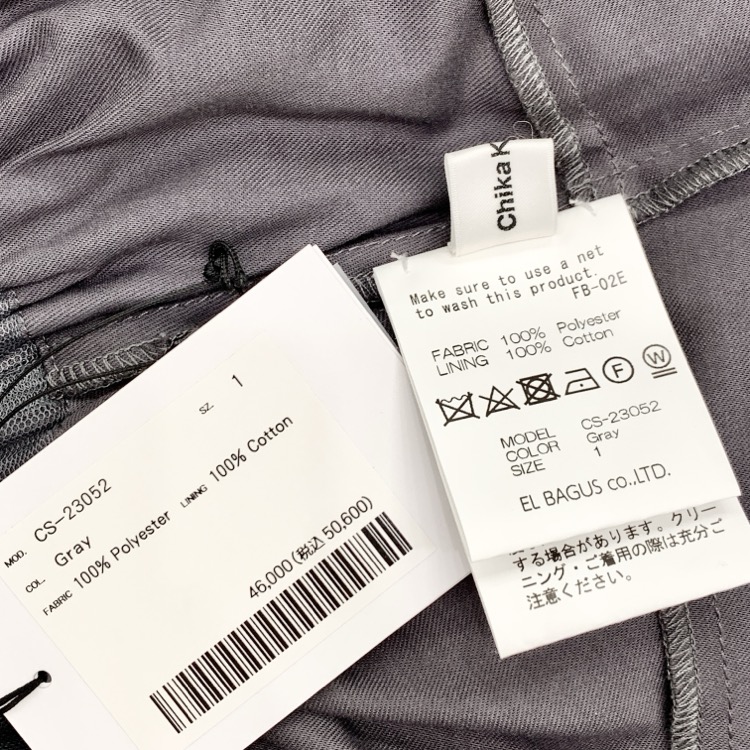 Chika K
Make sure to use a net
to wash this product.
FB-02E
FABRIC 100% Polyester
LINING 100% Cotton
F W
MODEL CS-23052
COLOR Gray
SIZE 1
EL BAGUS co.,LTD.
する場合があります。クリー
ニング・ご着用の際は充分ご
注意ください。
SZ. 1
MOD. CS-23052
COL. Gray
FABRIC 100% Polyester LINING 100% Cotton
46,000(税込 50,600)